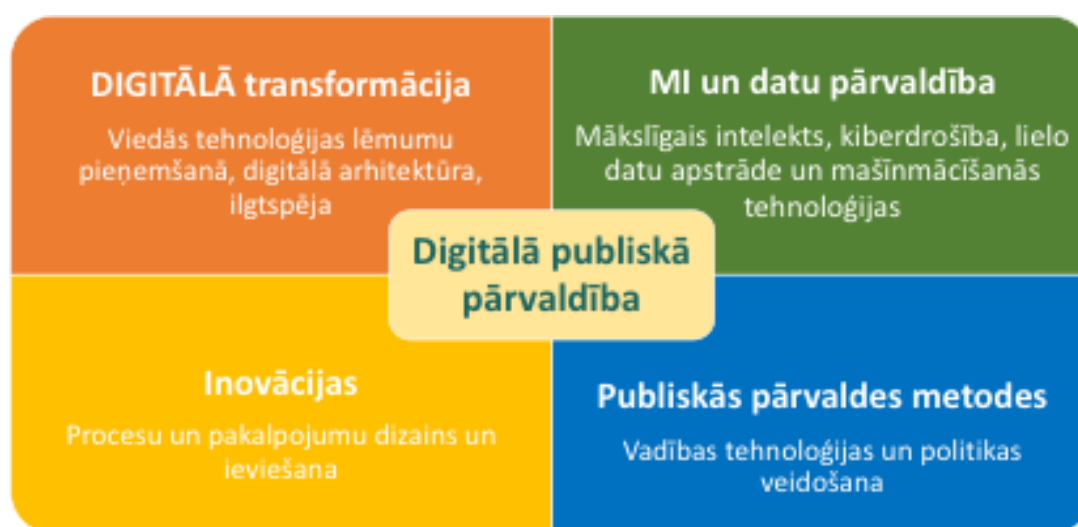 DIGITĀLĀ transformācija
Viedās tehnoloģijas lēmumu
pieņemšanā, digitālā arhitektūra,
ilgtspēja
MI un datu pārvaldība
Mākslīgais intelekts, kiberdrošība, lielo
datu apstrāde un mašīnmācīšanās
tehnoloģijas
Digitālā publiskā
pārvaldība
Inovācijas
Procesu un pakalpojumu dizains un
ieviešana
Publiskās pārvaldes metodes
Vadības tehnoloģijas un politikas
veidošana